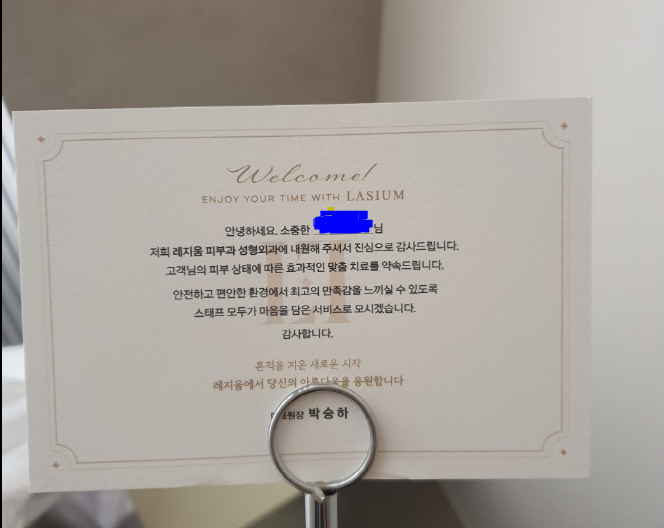 Welcome!
ENJOY YOUR TIME WITH LASIUM
안녕하세요. 소중한 님
저희 레지움 피부과 성형외과에 내원해 주셔서 진심으로 감사드립니다.
고객님의 피부 상태에 따른 효과적인 맞춤 치료를 약속드립니다.
안전하고 편안한 환경에서 최고의 만족감을 느끼실 수 있도록
스태프 모두가 마음을 담은 서비스로 모시겠습니다.
감사합니다.
흔적을 지운 새로운 시작
레지움에서 당신의 아름다움을 응원합니다
대표원장 박승하